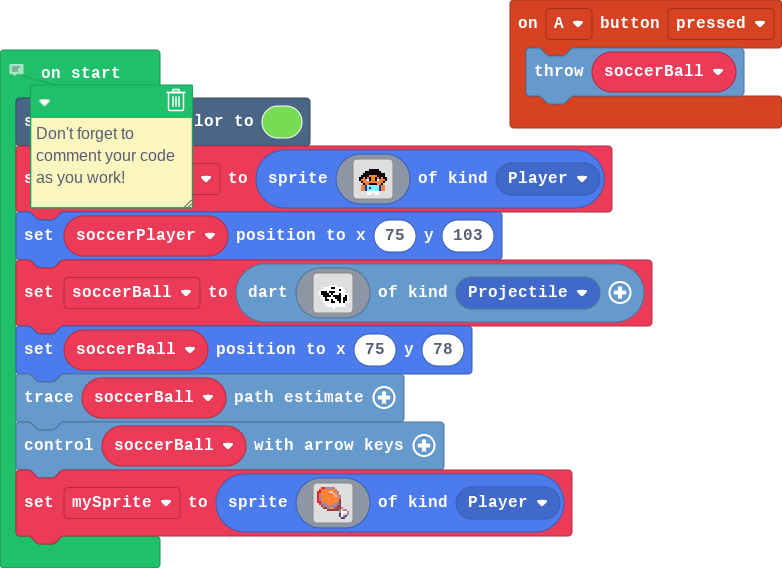 on A button pressed
throw soccerBall
on start
lor to
Don't forget to
comment your code
as you work!
to sprite of kind Player
set soccerPlayer position to x 75 y 103
set soccerBall to dart of kind Projectile
set soccerBall position to x 75 y 78
trace soccerBall path estimate
control soccerBall with arrow keys
set mySprite to sprite of kind Player